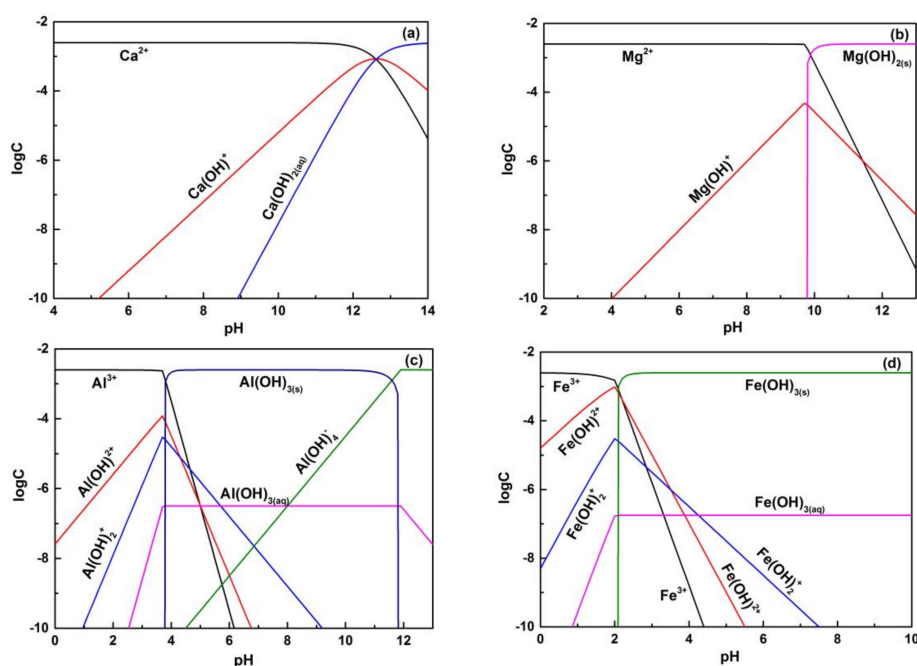 -2
(a)
Ca²⁺
-4
Ca(OH)⁺
Ca(OH)₂₍ₐq₎
logC
-6
-8
-10
4 6 8 10 12 14
pH
-2
(b)
Mg²⁺
Mg(OH)₂₍ₛ₎
-4
Mg(OH)⁺
logC
-6
-8
-10
2 4 6 8 10 12
pH
-2
(c)
Al³⁺
Al(OH)₃₍ₛ₎
-4
Al(OH)²⁺
Al(OH)₂⁺
Al(OH)₄⁻
Al(OH)₃₍ₐq₎
logC
-6
-8
-10
0 2 4 6 8 10 12
pH
-2
(d)
Fe³⁺
Fe(OH)₃₍ₛ₎
-4
Fe(OH)²⁺
Fe(OH)₂⁺
Fe(OH)₃₍ₐq₎
logC
-6
-8
Fe³⁺
Fe(OH)²⁺
Fe(OH)₂⁺
-10
0 2 4 6 8 10
pH